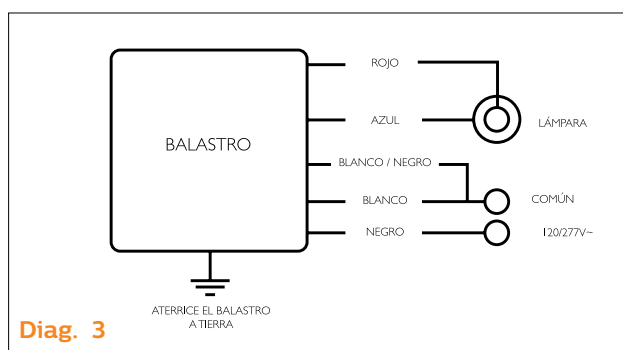 ROJO
AZUL
LÁMPARA
BALASTRO
BLANCO / NEGRO
BLANCO
COMÚN
NEGRO
120/277V~
ATERRICE EL BALASTRO
A TIERRA
Diag. 3